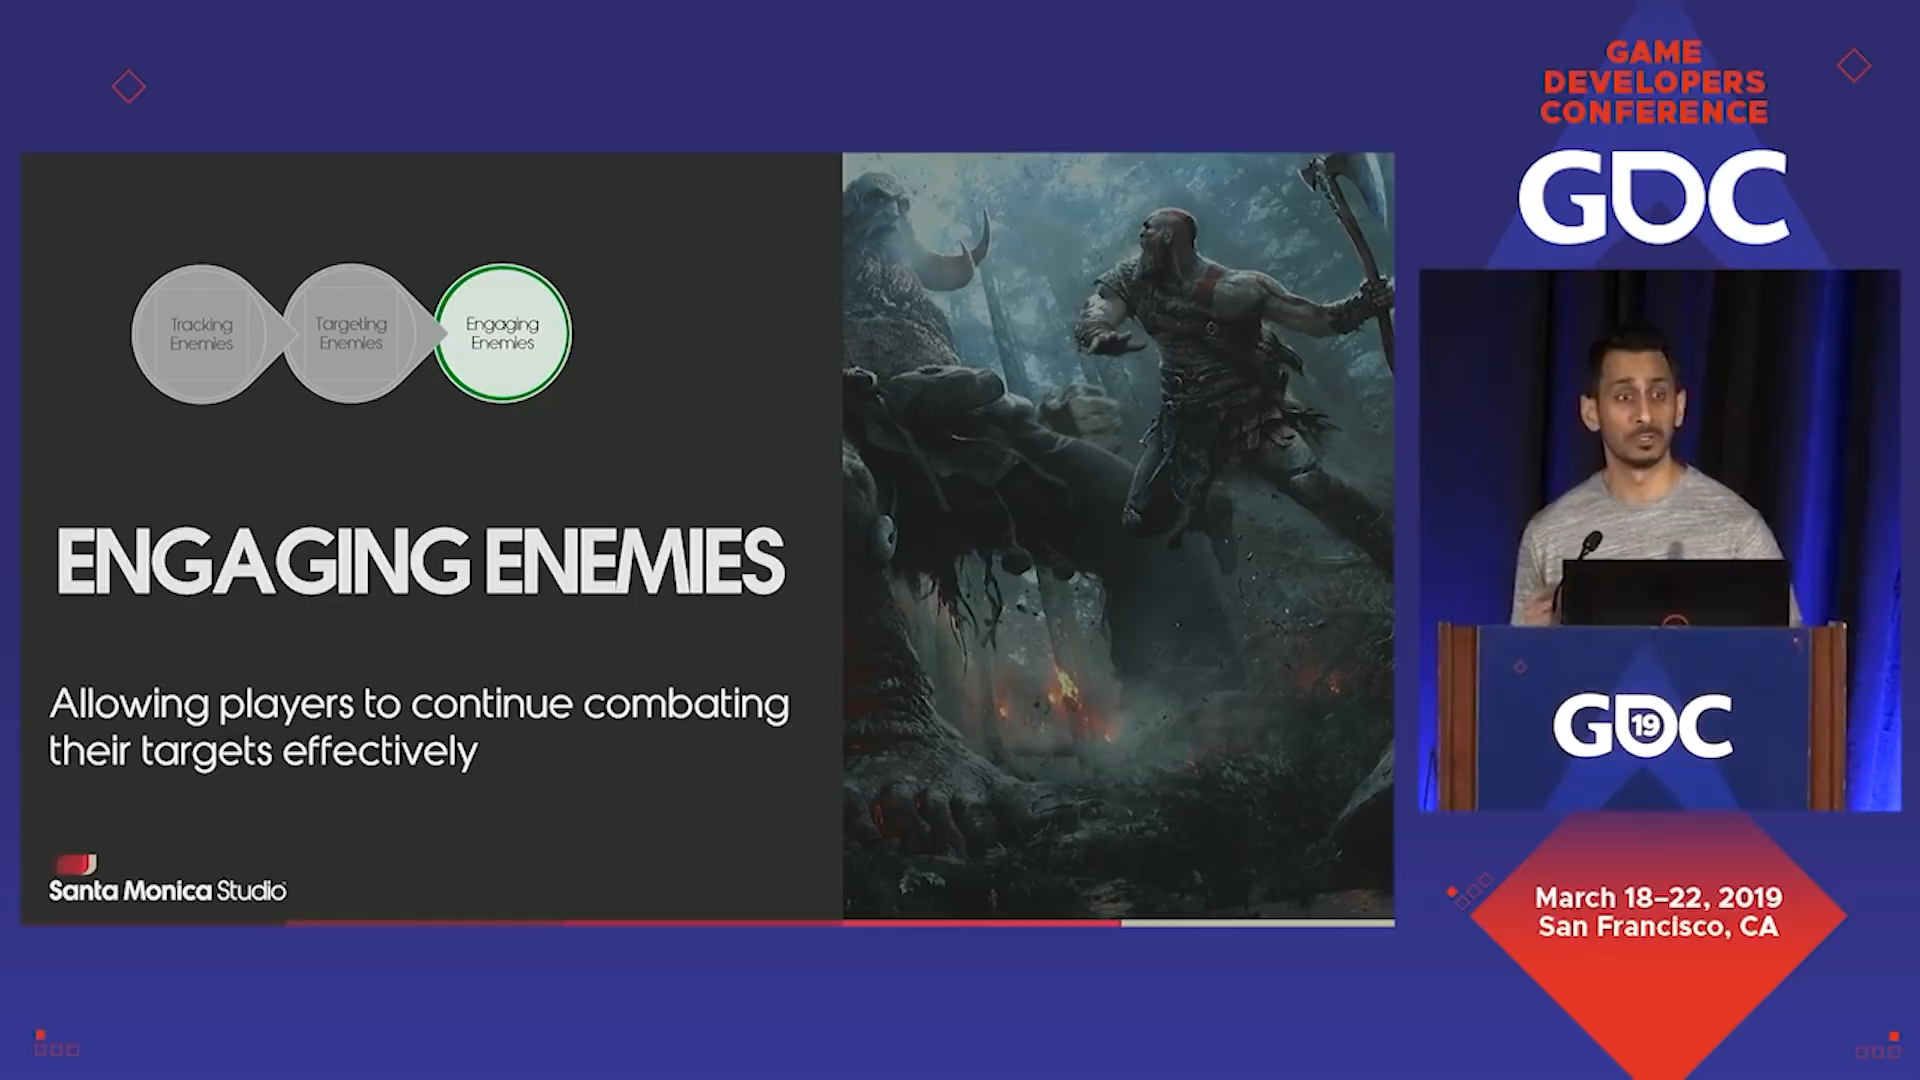 GAME
DEVELOPERS
CONFERENCE
GDC
Tracking
Enemies
Targeting
Enemies
Engaging
Enemies
ENGAGING ENEMIES
Allowing players to continue combating
their targets effectively
Santa Monica Studio
GDC
19
March 18–22, 2019
San Francisco, CA